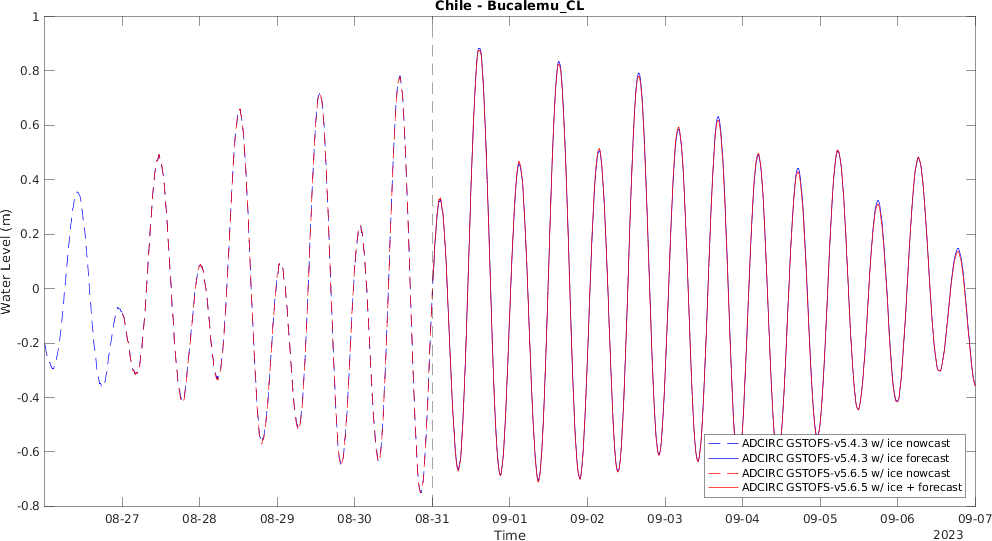 Chile - Bucalemu_CL
Water Level (m)
1
0.8
0.6
0.4
0.2
0
-0.2
-0.4
-0.6
-0.8
ADCIRC GSTOFS-v5.4.3 w/ ice nowcast
ADCIRC GSTOFS-v5.4.3 w/ ice forecast
ADCIRC GSTOFS-v5.6.5 w/ ice nowcast
ADCIRC GSTOFS-v5.6.5 w/ ice + forecast
08-27 08-28 08-29 08-30 08-31 09-01 09-02 09-03 09-04 09-05 09-06 09-07
Time
2023